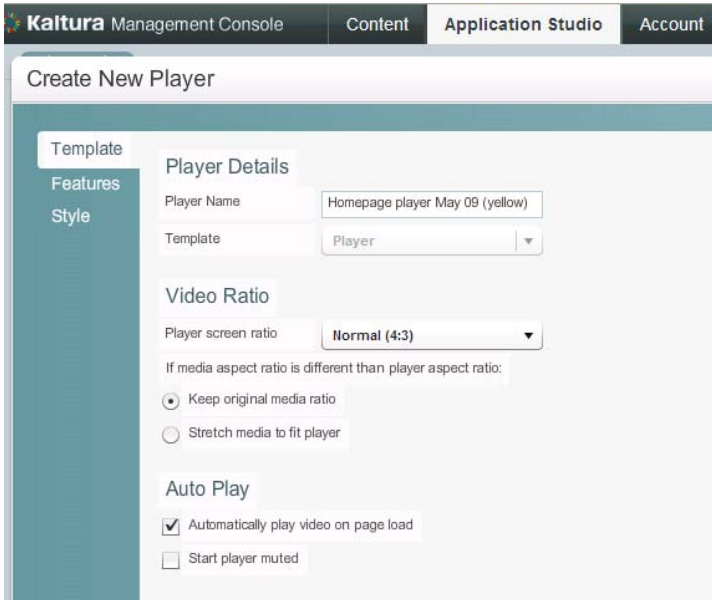 Kaltura Management Console Content Application Studio Account
Create New Player
Template
Features
Style
Player Details
Player Name Homepage player May 09 (yellow)
Template Player
Video Ratio
Player screen ratio Normal (4:3)
If media aspect ratio is different than player aspect ratio:
Keep original media ratio
Stretch media to fit player
Auto Play
Automatically play video on page load
Start player muted